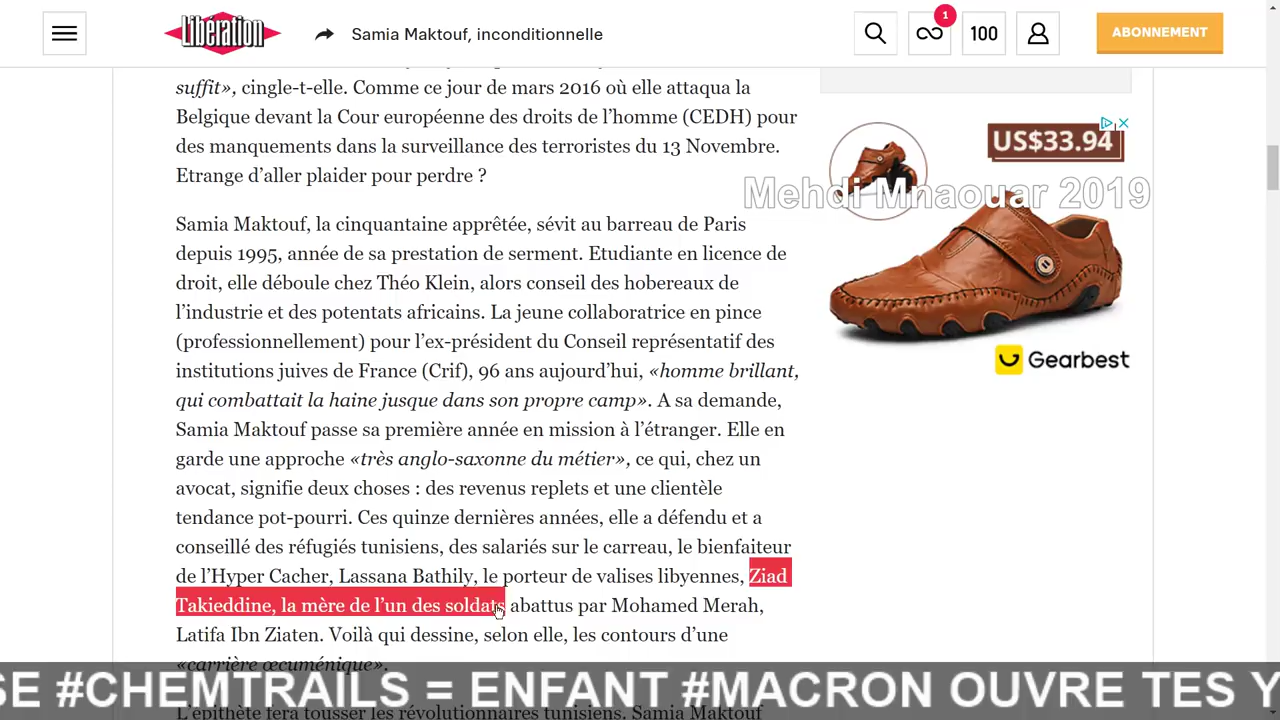 Libération
Samia Maktouf, inconditionnelle
1
100
ABONNEMENT
suffit», cingle-t-elle. Comme ce jour de mars 2016 où elle attaqua la
Belgique devant la Cour européenne des droits de l’homme (CEDH) pour
des manquements dans la surveillance des terroristes du 13 Novembre.
Etrange d’aller plaider pour perdre ?
Samia Maktouf, la cinquantaine apprêtée, sévit au barreau de Paris
depuis 1995, année de sa prestation de serment. Etudiante en licence de
droit, elle déboule chez Théo Klein, alors conseil des hobereaux de
l’industrie et des potentats africains. La jeune collaboratrice en pince
(professionnellement) pour l’ex-président du Conseil représentatif des
institutions juives de France (Crif), 96 ans aujourd’hui, «homme brillant,
qui combattait la haine jusque dans son propre camp». A sa demande,
Samia Maktouf passe sa première année en mission à l’étranger. Elle en
garde une approche «très anglo-saxonne du métier», ce qui, chez un
avocat, signifie deux choses : des revenus replets et une clientèle
tendance pot-pourri. Ces quinze dernières années, elle a défendu et a
conseillé des réfugiés tunisiens, des salariés sur le carreau, le bienfaiteur
de l’Hyper Cacher, Lassana Bathily, le porteur de valises libyennes, Ziad
Takieddine, la mère de l’un des soldats abattus par Mohamed Merah,
Latifa Ibn Ziaten. Voilà qui dessine, selon elle, les contours d’une
«carrière œcuménique».
L’épithète fera tousser les révolutionnaires tunisiens. Samia Maktouf
US$33.94
Mehdi Mnaouar 2019
Gearbest
SE #CHEMTRAILS = ENFANT #MACRON OUVRE TES Y